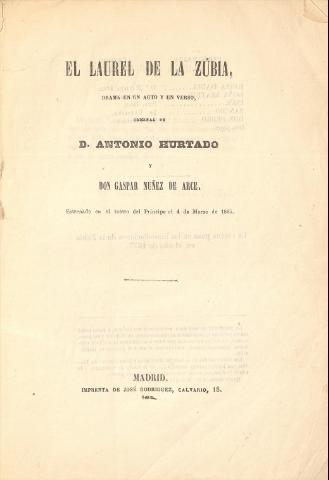 EL LAUREL DE LA ZÚBIA,
DRAMA EN UN ACTO Y EN VERSO,
ORIGINAL DE
D. ANTONIO HURTADO
Y
DON GASPAR NUÑEZ DE ARCE.
Estrenado en el teatro del Príncipe el 4 de Marzo de 1865.
MADRID.
IMPRENTA DE JOSÉ RODRIGUEZ, CALVARIO, 18.